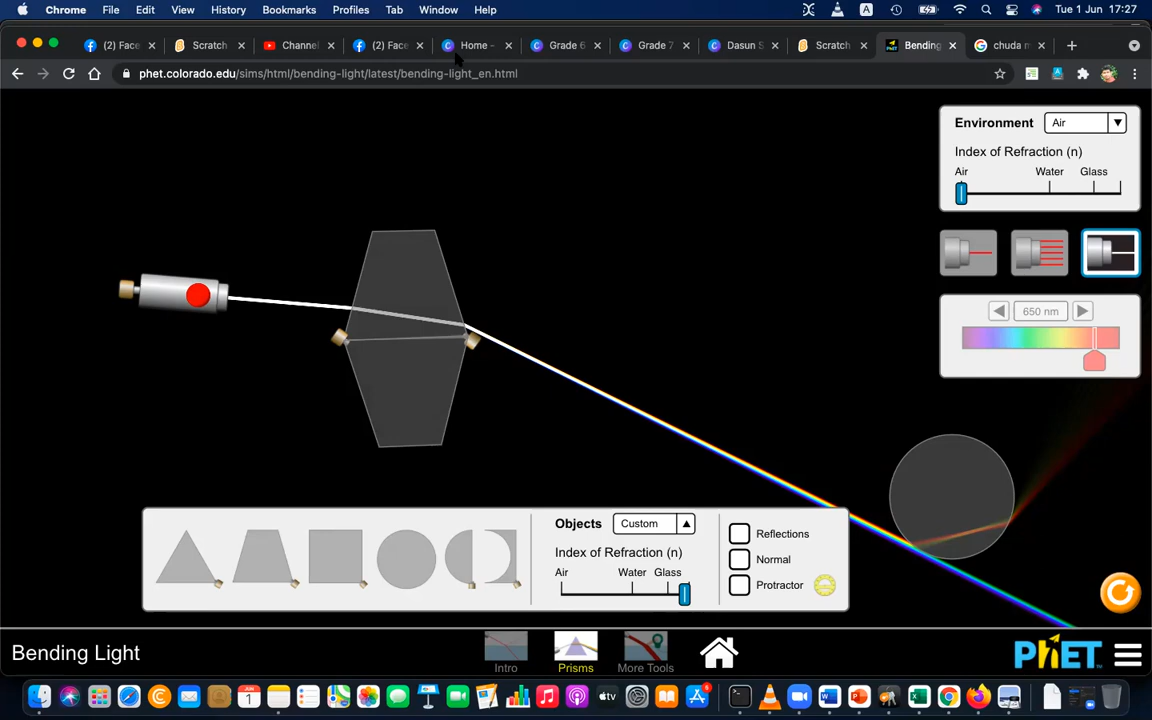 Chrome File Edit View History Bookmarks Profiles Tab Window Help A Tue 1 Jun 17:27
(2) Face Scratch Channel (2) Face Home - Grade 6 Grade 7 Dasun S Scratch Bending chuda m
phet.colorado.edu/sims/html/bending-light/latest/bending-light_en.html
Environment Air
Index of Refraction (n)
Air Water Glass
650 nm
Objects Custom
Index of Refraction (n)
Air Water Glass
Reflections
Normal
Protractor
Bending Light
Intro
Prisms
More Tools
PhET